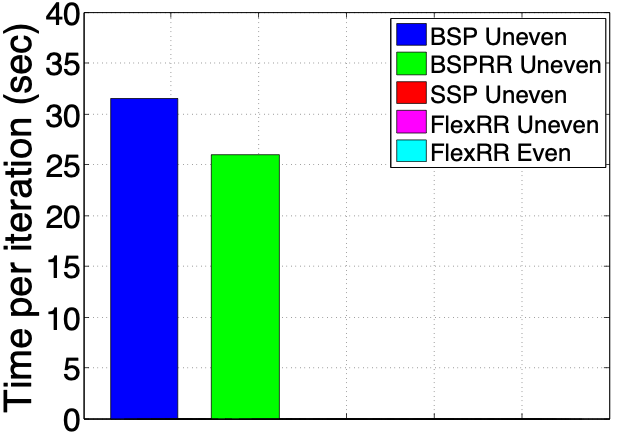 Time per iteration (sec)
40
35
30
25
20
15
10
5
0
BSP Uneven
BSPRR Uneven
SSP Uneven
FlexRR Uneven
FlexRR Even